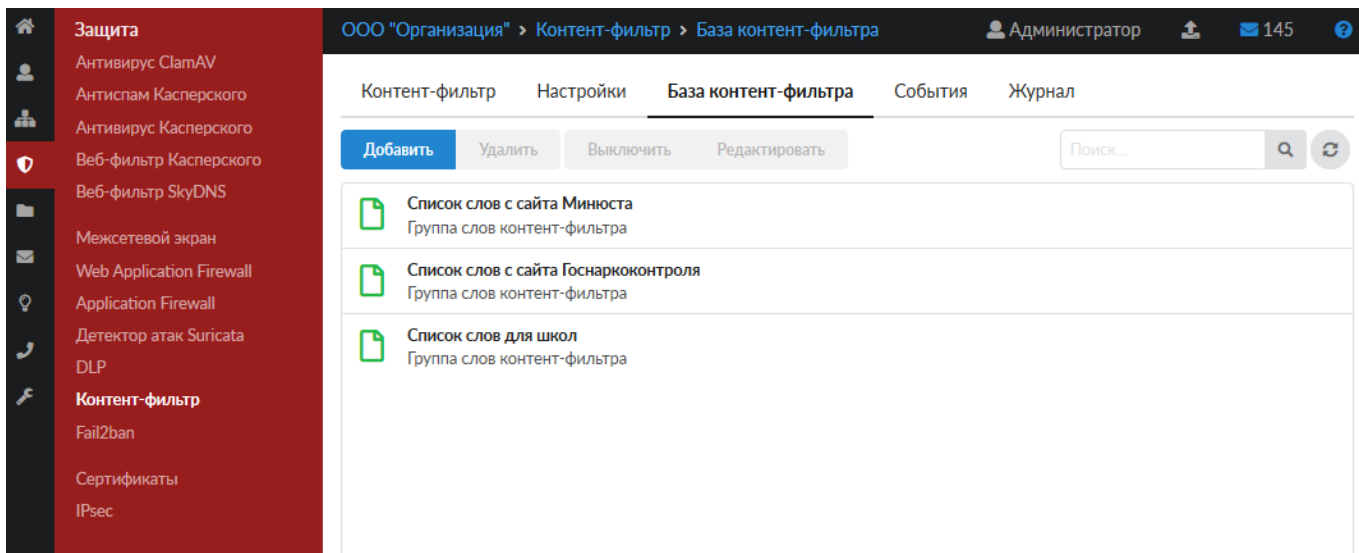 Защита
Антивирус ClamAV
Антиспам Касперского
Антивирус Касперского
Веб-фильтр Касперского
Веб-фильтр SkyDNS
Межсетевой экран
Web Application Firewall
Application Firewall
Детектор атак Suricata
DLP
Контент-фильтр
Fail2ban
Сертификаты
IPsec
ООО "Организация" > Контент-фильтр > База контент-фильтра
Администратор
145
?
Контент-фильтр Настройки База контент-фильтра События Журнал
Добавить Удалить Выключить Редактировать Поиск...
Список слов с сайта Минюста
Группа слов контент-фильтра
Список слов с сайта Госнаркоконтроля
Группа слов контент-фильтра
Список слов для школ
Группа слов контент-фильтра